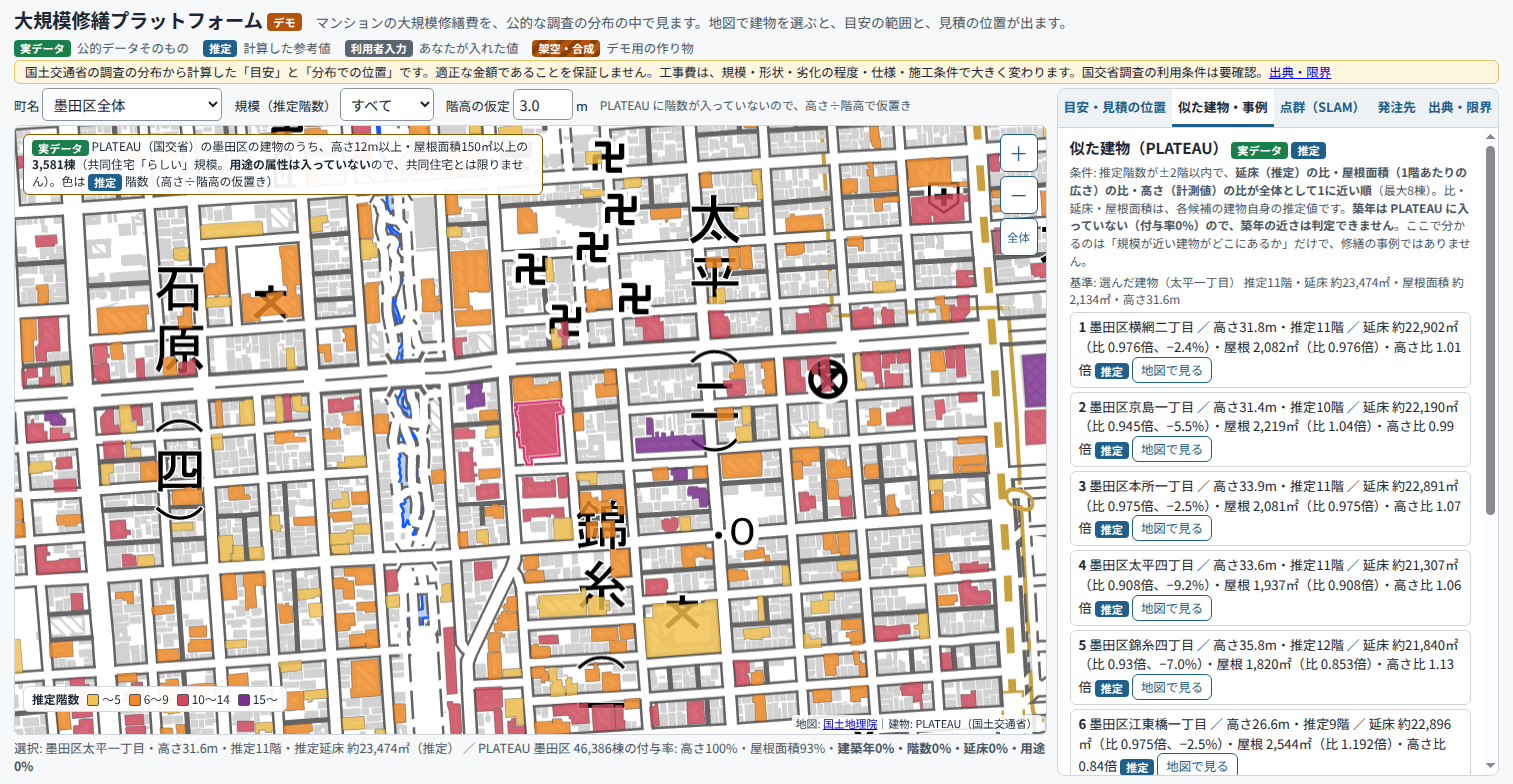 大規模修繕プラットフォーム デモ マンションの大規模修繕費を、公的な調査の分布の中で見ます。地図で建物を選ぶと、目安の範囲と、見積の位置が出ます。
実データ 公的データそのもの 推定 計算した参考値 利用者入力 あなたが入れた値 架空・合成 デモ用の作り物
国土交通省の調査の分布から計算した「目安」と「分布での位置」です。適正な金額であることを保証しません。工事費は、規模・形状・劣化の程度・仕様・施工条件で大きく変わります。国交省調査の利用条件は要確認。出典・限界
町名 墨田区全体 規模（推定階数） すべて 階高の仮定 3.0 m PLATEAU に階数が入っていないので、高さ÷階高で仮置き
実データ PLATEAU（国交省）の墨田区の建物のうち、高さ12m以上・屋根面積150㎡以上の
3,581棟（共同住宅「らしい」規模。用途の属性は入っていないので、共同住宅とは限りませ
ん）。色は 推定 階数（高さ÷階高の仮置き）
＋
−
全体
太平
石原
（二）
（四）
錦糸
（
.O
推定階数 〜5 6〜9 10〜14 15〜
地図: 国土地理院 | 建物: PLATEAU（国土交通省）
選択: 墨田区太平一丁目・高さ31.6m・推定11階・推定延床 約23,474㎡（推定） ／ PLATEAU 墨田区 46,386棟の付与率: 高さ100%・屋根面積93%・建築年0%・階数0%・延床0%・用途
0%
目安・見積の位置 似た建物・事例 点群（SLAM） 発注先 出典・限界
似た建物（PLATEAU） 実データ 推定
条件: 推定階数が±2階以内で、延床（推定）の比・屋根面積（1階あたりの
広さ）の比・高さ（計測値）の比が全体として1に近い順（最大8棟）。比・
延床・屋根面積は、各候補の建物自身の推定値です。築年は PLATEAU に入
っていない（付与率0%）ので、築年の近さは判定できません。ここで分か
るのは「規模が近い建物がどこにあるか」だけで、修繕の事例ではありませ
ん。
基準: 選んだ建物（太平一丁目） 推定11階・延床 約23,474㎡・屋根面積 約
2,134㎡・高さ31.6m
1 墨田区横網二丁目 ／ 高さ31.8m・推定11階 ／ 延床 約22,902㎡
（比 0.976倍、−2.4%）・屋根 2,082㎡（比 0.976倍）・高さ比 1.01
倍 推定 地図で見る
2 墨田区京島一丁目 ／ 高さ31.4m・推定10階 ／ 延床 約22,190㎡
（比 0.945倍、−5.5%）・屋根 2,219㎡（比 1.04倍）・高さ比 0.99
倍 推定 地図で見る
3 墨田区本所一丁目 ／ 高さ33.9m・推定11階 ／ 延床 約22,891㎡
（比 0.975倍、−2.5%）・屋根 2,081㎡（比 0.975倍）・高さ比 1.07
倍 推定 地図で見る
4 墨田区太平四丁目 ／ 高さ33.6m・推定11階 ／ 延床 約21,307㎡
（比 0.908倍、−9.2%）・屋根 1,937㎡（比 0.908倍）・高さ比 1.06
倍 推定 地図で見る
5 墨田区錦糸四丁目 ／ 高さ35.8m・推定12階 ／ 延床 約21,840㎡
（比 0.93倍、−7.0%）・屋根 1,820㎡（比 0.853倍）・高さ比 1.13
倍 推定 地図で見る
6 墨田区江東橋一丁目 ／ 高さ26.6m・推定9階 ／ 延床 約22,896
㎡（比 0.975倍、−2.5%）・屋根 2,544㎡（比 1.192倍）・高さ比
0.84倍 推定 地図で見る